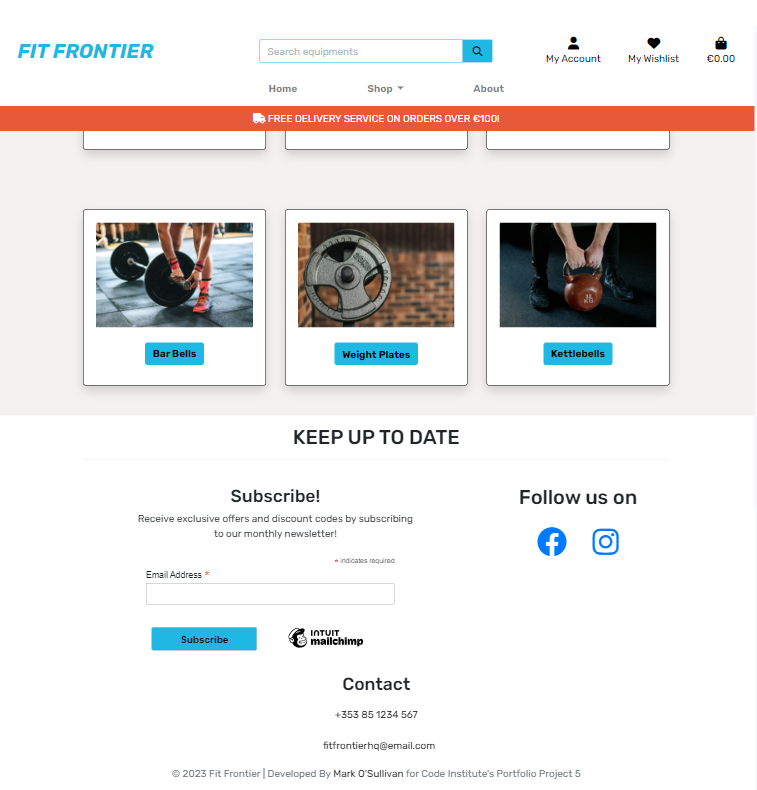 FIT FRONTIER
Search equipments
My Account
My Wishlist
€0.00
Home
Shop
About
FREE DELIVERY SERVICE ON ORDERS OVER €100!
Bar Bells
Weight Plates
Kettlebells
KEEP UP TO DATE
Subscribe!
Receive exclusive offers and discount codes by subscribing
to our monthly newsletter!
* indicates required
Email Address *
Subscribe
INTUIT
mailchimp
Follow us on
Contact
+353 85 1234 567
fitfrontierhq@email.com
© 2023 Fit Frontier | Developed By Mark O'Sullivan for Code Institute's Portfolio Project 5